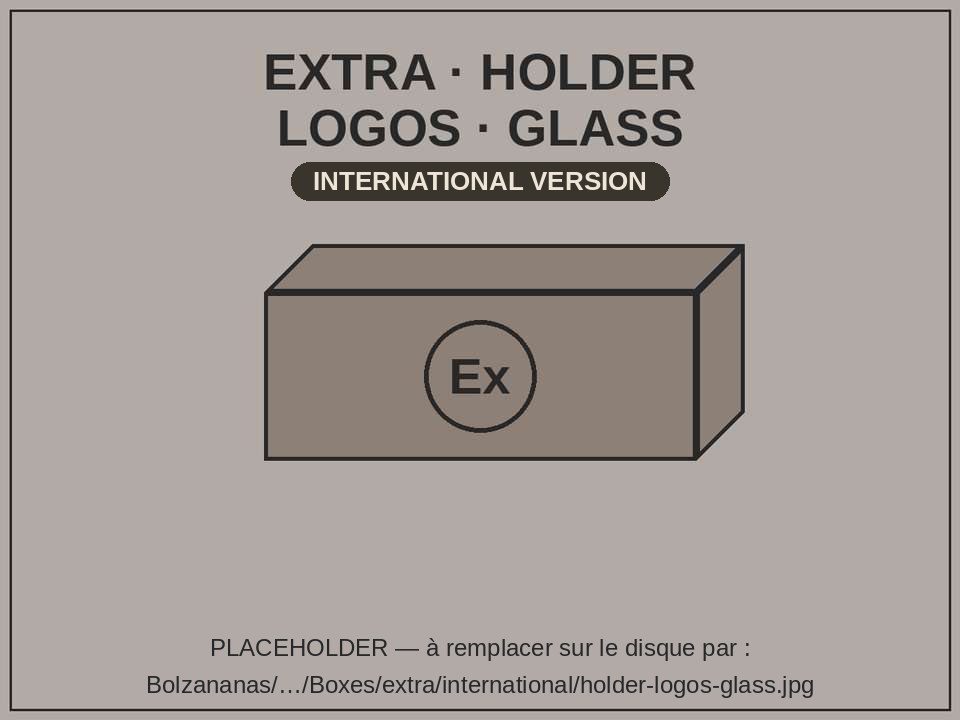 EXTRA · HOLDER
LOGOS · GLASS
INTERNATIONAL VERSION
Ex
PLACEHOLDER — à remplacer sur le disque par :
Bolzananas/…/Boxes/extra/international/holder-logos-glass.jpg